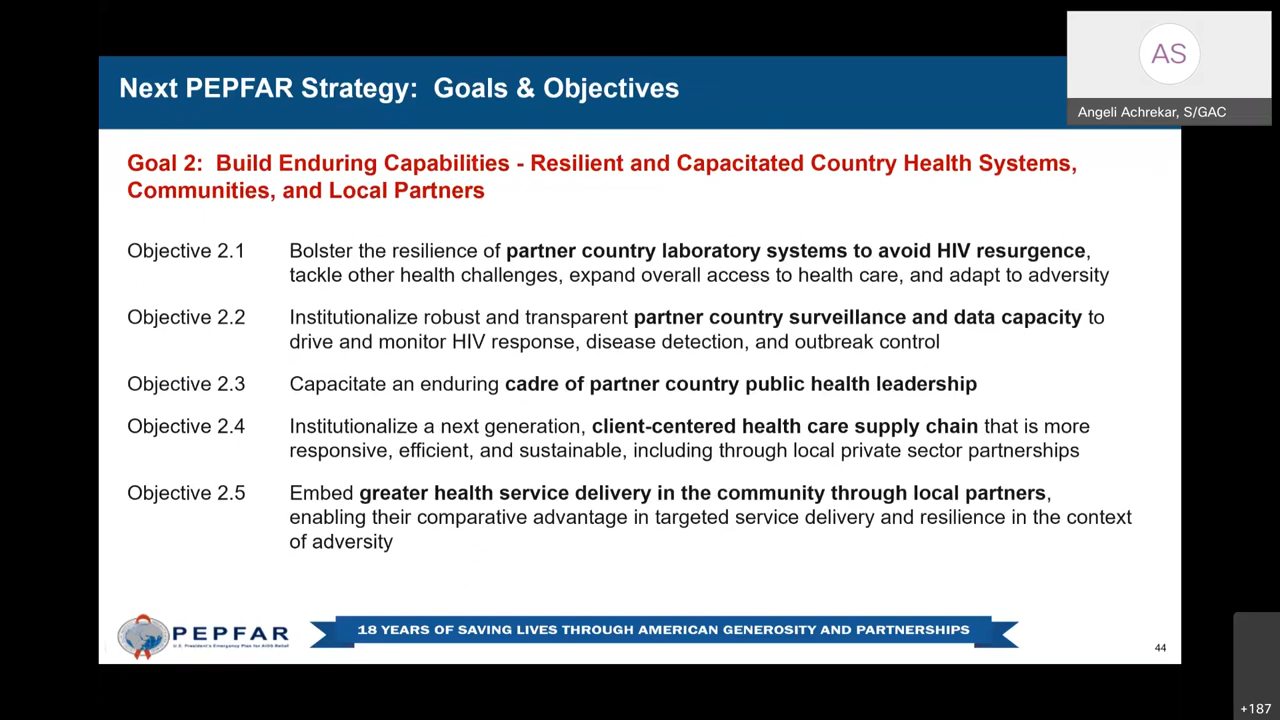 AS
Angeli Achrekar, S/GAC
Next PEPFAR Strategy: Goals & Objectives
Goal 2: Build Enduring Capabilities - Resilient and Capacitated Country Health Systems,
Communities, and Local Partners
Objective 2.1 Bolster the resilience of partner country laboratory systems to avoid HIV resurgence,
tackle other health challenges, expand overall access to health care, and adapt to adversity
Objective 2.2 Institutionalize robust and transparent partner country surveillance and data capacity to
drive and monitor HIV response, disease detection, and outbreak control
Objective 2.3 Capacitate an enduring cadre of partner country public health leadership
Objective 2.4 Institutionalize a next generation, client-centered health care supply chain that is more
responsive, efficient, and sustainable, including through local private sector partnerships
Objective 2.5 Embed greater health service delivery in the community through local partners,
enabling their comparative advantage in targeted service delivery and resilience in the context
of adversity
PEPFAR
U.S. President's Emergency Plan for AIDS Relief
18 YEARS OF SAVING LIVES THROUGH AMERICAN GENEROSITY AND PARTNERSHIPS
44
+187